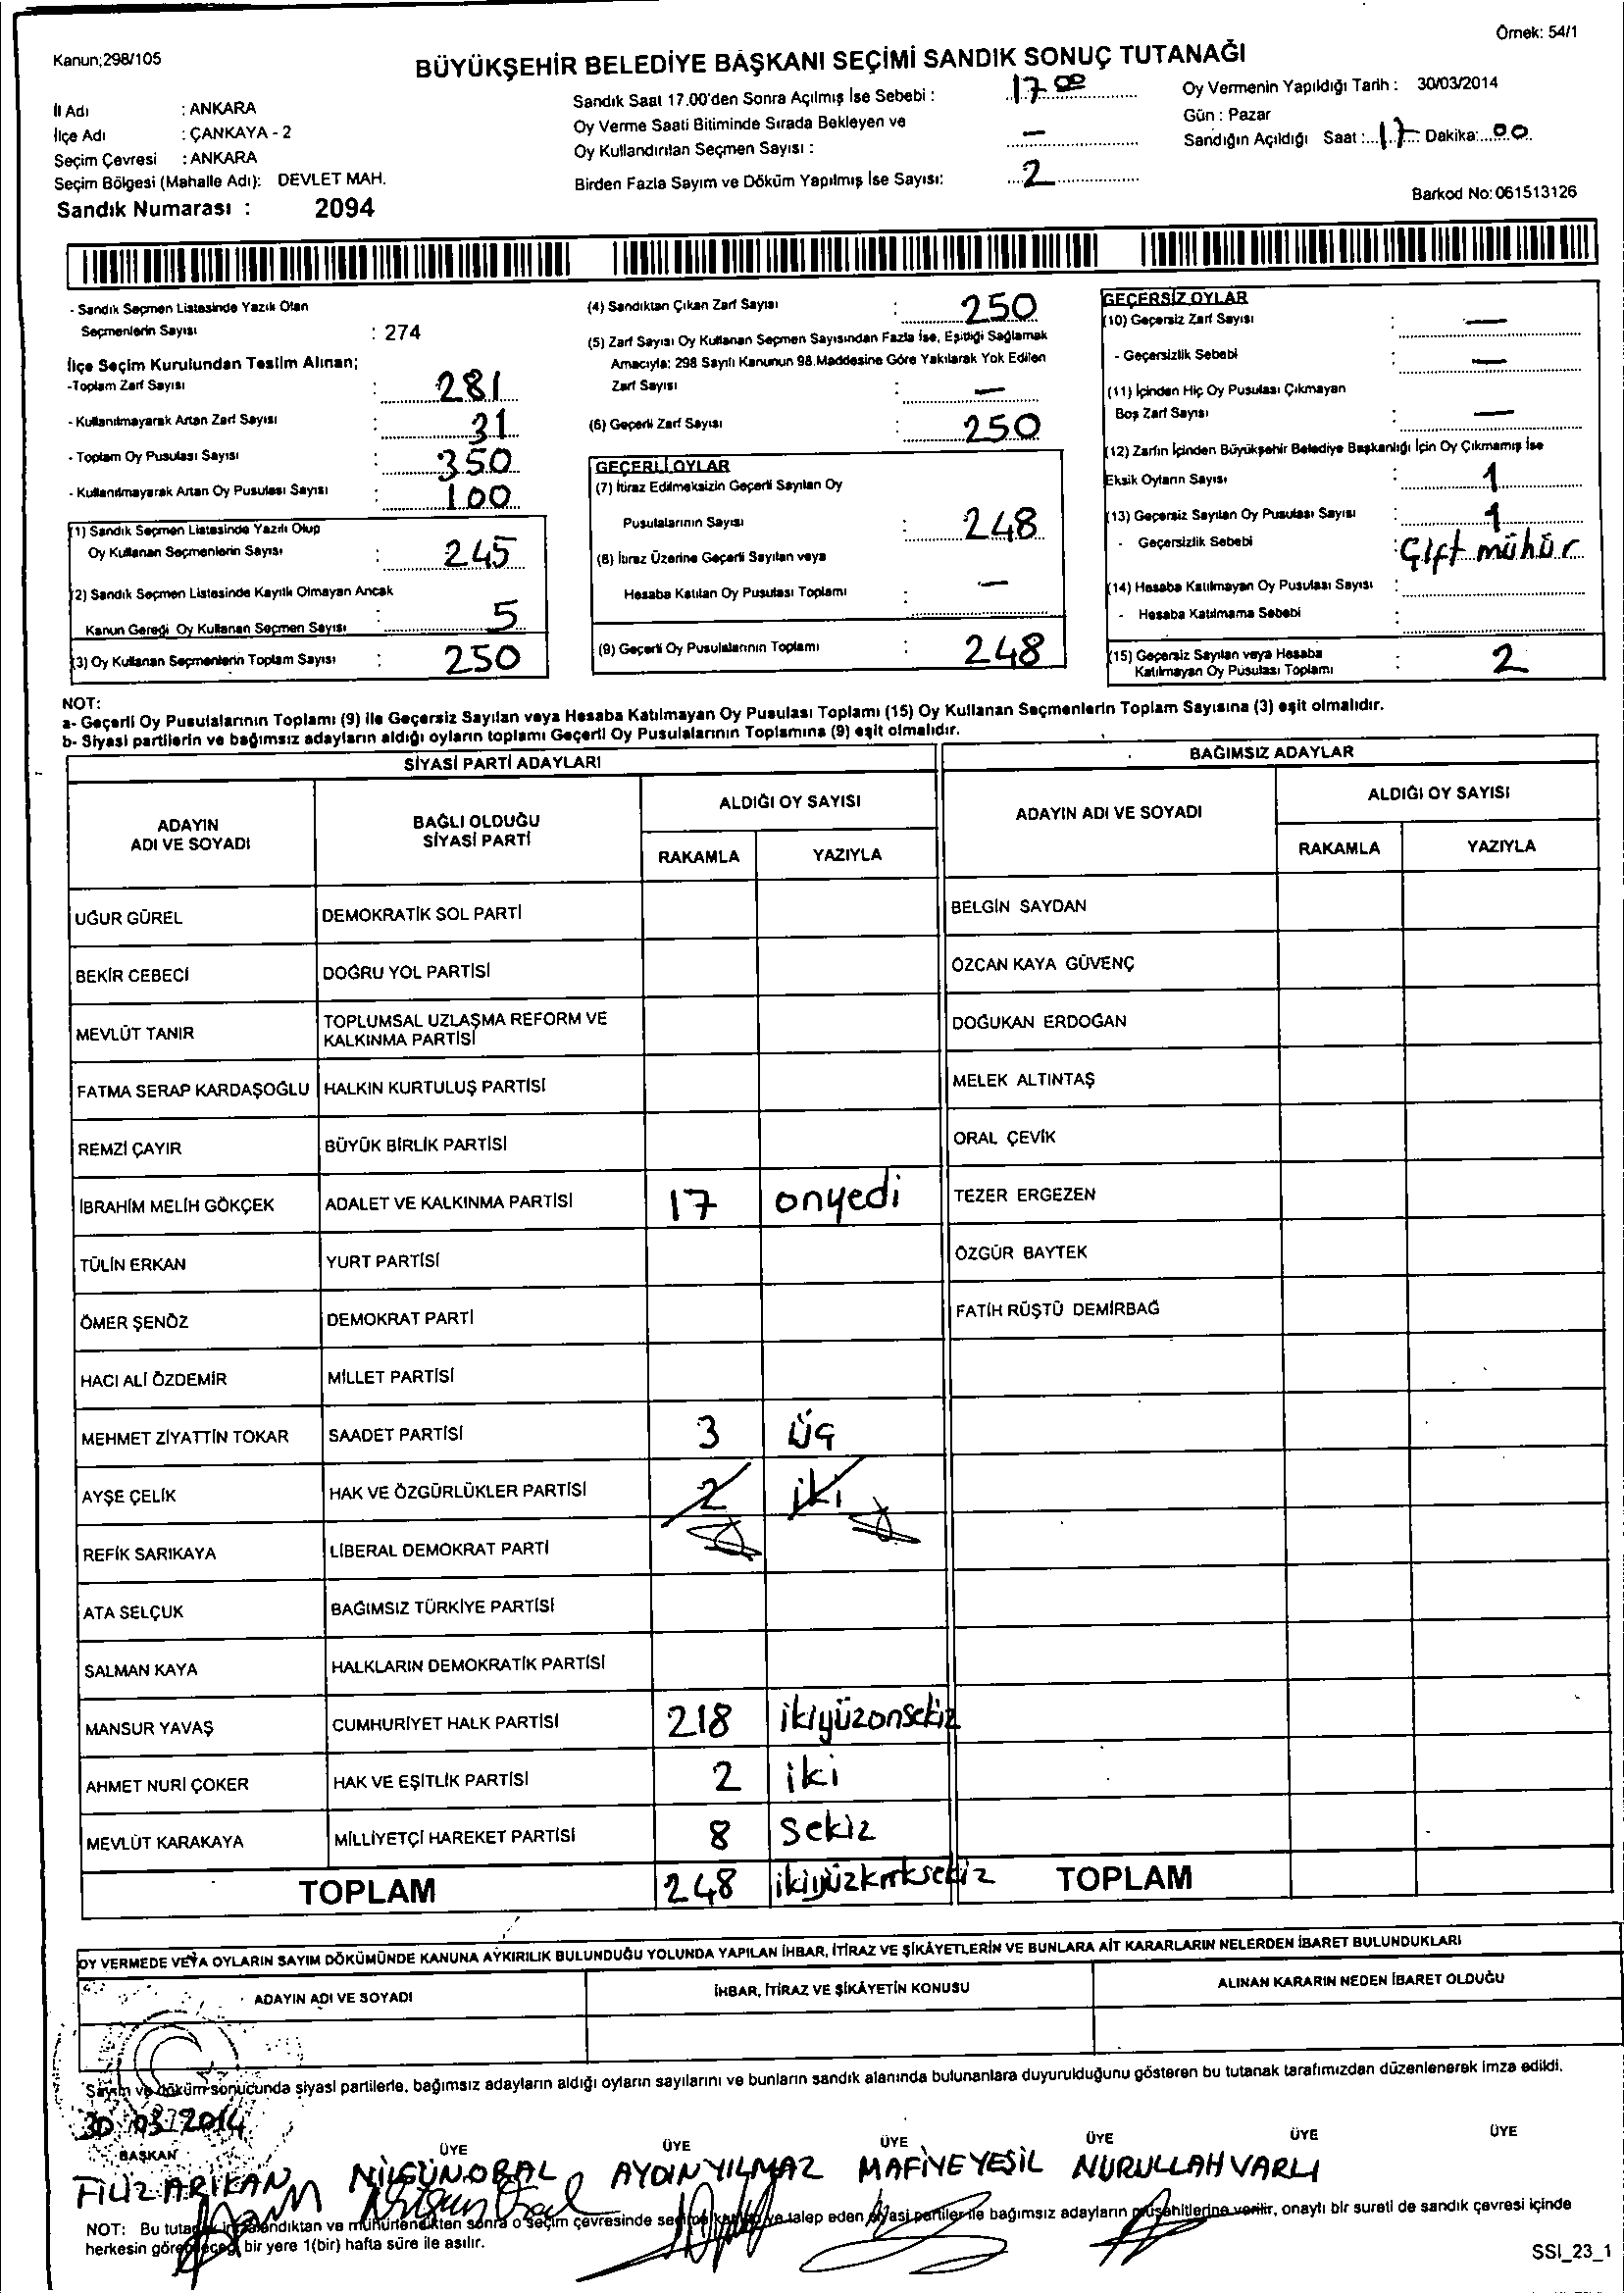 Örnek: 54/1
Kanun;298/105
BÜYÜKŞEHİR BELEDİYE BAŞKANI SEÇİMİ SANDIK SONUÇ TUTANAĞI
İl Adı : ANKARA
İlçe Adı : ÇANKAYA - 2
Seçim Çevresi : ANKARA
Seçim Bölgesi (Mahalle Adı): DEVLET MAH.
Sandık Numarası : 2094
Sandık Saat 17.00'den Sonra Açılmış İse Sebebi : 17 00
Oy Verme Saati Bitiminde Sırada Bekleyen ve
Oy Kullandırılan Seçmen Sayısı : —
Birden Fazla Sayım ve Döküm Yapılmış İse Sayısı: 2
Oy Vermenin Yapıldığı Tarih : 30/03/2014
Gün : Pazar
Sandığın Açıldığı Saat : 17 Dakika: 00
Barkod No: 061513126
- Sandık Seçmen Listesinde Yazılı Olan
Seçmenlerin Sayısı : 274
İlçe Seçim Kurulundan Teslim Alınan;
-Toplam Zarf Sayısı : 281
- Kullanılmayarak Artan Zarf Sayısı : 31
- Toplam Oy Pusulası Sayısı : 350
- Kullanılmayarak Artan Oy Pusulası Sayısı : 100
(1) Sandık Seçmen Listesinde Yazılı Olup
Oy Kullanan Seçmenlerin Sayısı : 245
(2) Sandık Seçmen Listesinde Kayıtlı Olmayan Ancak
Kanun Gereği Oy Kullanan Seçmen Sayısı : 5
(3) Oy Kullanan Seçmenlerin Toplam Sayısı : 250
(4) Sandıktan Çıkan Zarf Sayısı : 250
(5) Zarf Sayısı Oy Kullanan Seçmen Sayısından Fazla İse, Eşitliği Sağlamak
Amacıyla; 298 Sayılı Kanunun 98.Maddesine Göre Yakılarak Yok Edilen
Zarf Sayısı : —
(6) Geçerli Zarf Sayısı : 250
GEÇERLİ OYLAR
(7) İtiraz Edilmeksizin Geçerli Sayılan Oy
Pusulalarının Sayısı : 248
(8) İtiraz Üzerine Geçerli Sayılan veya
Hesaba Katılan Oy Pusulası Toplamı : —
(9) Geçerli Oy Pusulalarının Toplamı : 248
GEÇERSİZ OYLAR
(10) Geçersiz Zarf Sayısı : —
- Geçersizlik Sebebi : —
(11) İçinden Hiç Oy Pusulası Çıkmayan
Boş Zarf Sayısı : —
(12) Zarfın İçinden Büyükşehir Belediye Başkanlığı İçin Oy Çıkmamış İse
Eksik Oyların Sayısı : 1
(13) Geçersiz Sayılan Oy Pusulası Sayısı : 1
- Geçersizlik Sebebi : Çift mühür
(14) Hesaba Katılmayan Oy Pusulası Sayısı :
- Hesaba Katılmama Sebebi :
(15) Geçersiz Sayılan veya Hesaba
Katılmayan Oy Pusulası Toplamı : 2
NOT:
a- Geçerli Oy Pusulalarının Toplamı (9) ile Geçersiz Sayılan veya Hesaba Katılmayan Oy Pusulası Toplamı (15) Oy Kullanan Seçmenlerin Toplam Sayısına (3) eşit olmalıdır.
b- Siyasi partilerin ve bağımsız adayların aldığı oyların toplamı Geçerli Oy Pusulalarının Toplamına (9) eşit olmalıdır.
SİYASİ PARTİ ADAYLARI
BAĞIMSIZ ADAYLAR
ADAYIN ADI VE SOYADI
BAĞLI OLDUĞU SİYASİ PARTİ
ALDIĞI OY SAYISI
RAKAMLA YAZIYLA
ADAYIN ADI VE SOYADI
ALDIĞI OY SAYISI
RAKAMLA YAZIYLA
UĞUR GÜREL DEMOKRATİK SOL PARTİ BELGİN SAYDAN
BEKİR CEBECİ DOĞRU YOL PARTİSİ ÖZCAN KAYA GÜVENÇ
MEVLÜT TANIR TOPLUMSAL UZLAŞMA REFORM VE KALKINMA PARTİSİ DOĞUKAN ERDOĞAN
FATMA SERAP KARDAŞOĞLU HALKIN KURTULUŞ PARTİSİ MELEK ALTINTAŞ
REMZİ ÇAYIR BÜYÜK BİRLİK PARTİSİ ORAL ÇEVİK
İBRAHİM MELİH GÖKÇEK ADALET VE KALKINMA PARTİSİ 17 onyedi TEZER ERGEZEN
TÜLİN ERKAN YURT PARTİSİ ÖZGÜR BAYTEK
ÖMER ŞENÖZ DEMOKRAT PARTİ FATİH RÜŞTÜ DEMİRBAĞ
HACI ALİ ÖZDEMİR MİLLET PARTİSİ
MEHMET ZİYATTİN TOKAR SAADET PARTİSİ 3 üç
AYŞE ÇELİK HAK VE ÖZGÜRLÜKLER PARTİSİ 2 iki
REFİK SARIKAYA LİBERAL DEMOKRAT PARTİ
ATA SELÇUK BAĞIMSIZ TÜRKİYE PARTİSİ
SALMAN KAYA HALKLARIN DEMOKRATİK PARTİSİ
MANSUR YAVAŞ CUMHURİYET HALK PARTİSİ 218 ikiyüzonsekiz
AHMET NURİ ÇOKER HAK VE EŞİTLİK PARTİSİ 2 iki
MEVLÜT KARAKAYA MİLLİYETÇİ HAREKET PARTİSİ 8 sekiz
TOPLAM 248 ikiyüzkırksekiz TOPLAM
OY VERMEDE VEYA OYLARIN SAYIM DÖKÜMÜNDE KANUNA AYKIRILIK BULUNDUĞU YOLUNDA YAPILAN İHBAR, İTİRAZ VE ŞİKÂYETLERİN VE BUNLARA AİT KARARLARIN NELERDEN İBARET BULUNDUKLARI
ADAYIN ADI VE SOYADI İHBAR, İTİRAZ VE ŞİKÂYETİN KONUSU ALINAN KARARIN NEDEN İBARET OLDUĞU
Sayım ve döküm sonucunda siyasi partilerle, bağımsız adayların aldığı oyların sayılarını ve bunların sandık alanında bulunanlara duyurulduğunu gösteren bu tutanak tarafımızdan düzenlenerek imza edildi.
30 03 2014
BAŞKAN ÜYE ÜYE ÜYE ÜYE ÜYE ÜYE
FİLİZ ARIKAN NİLGÜN ORAL AYDIN YILMAZ MAFİYE YEŞİL NURULLAH VARLI
NOT: Bu tutanak imzalandıktan ve mühürlendikten sonra o seçim çevresinde seçime katılan ve talep eden siyasi partiler ile bağımsız adayların müşahitlerine verilir, onaylı bir sureti de sandık çevresi içinde
herkesin görebileceği bir yere 1(bir) hafta süre ile asılır.
SSI_23_1